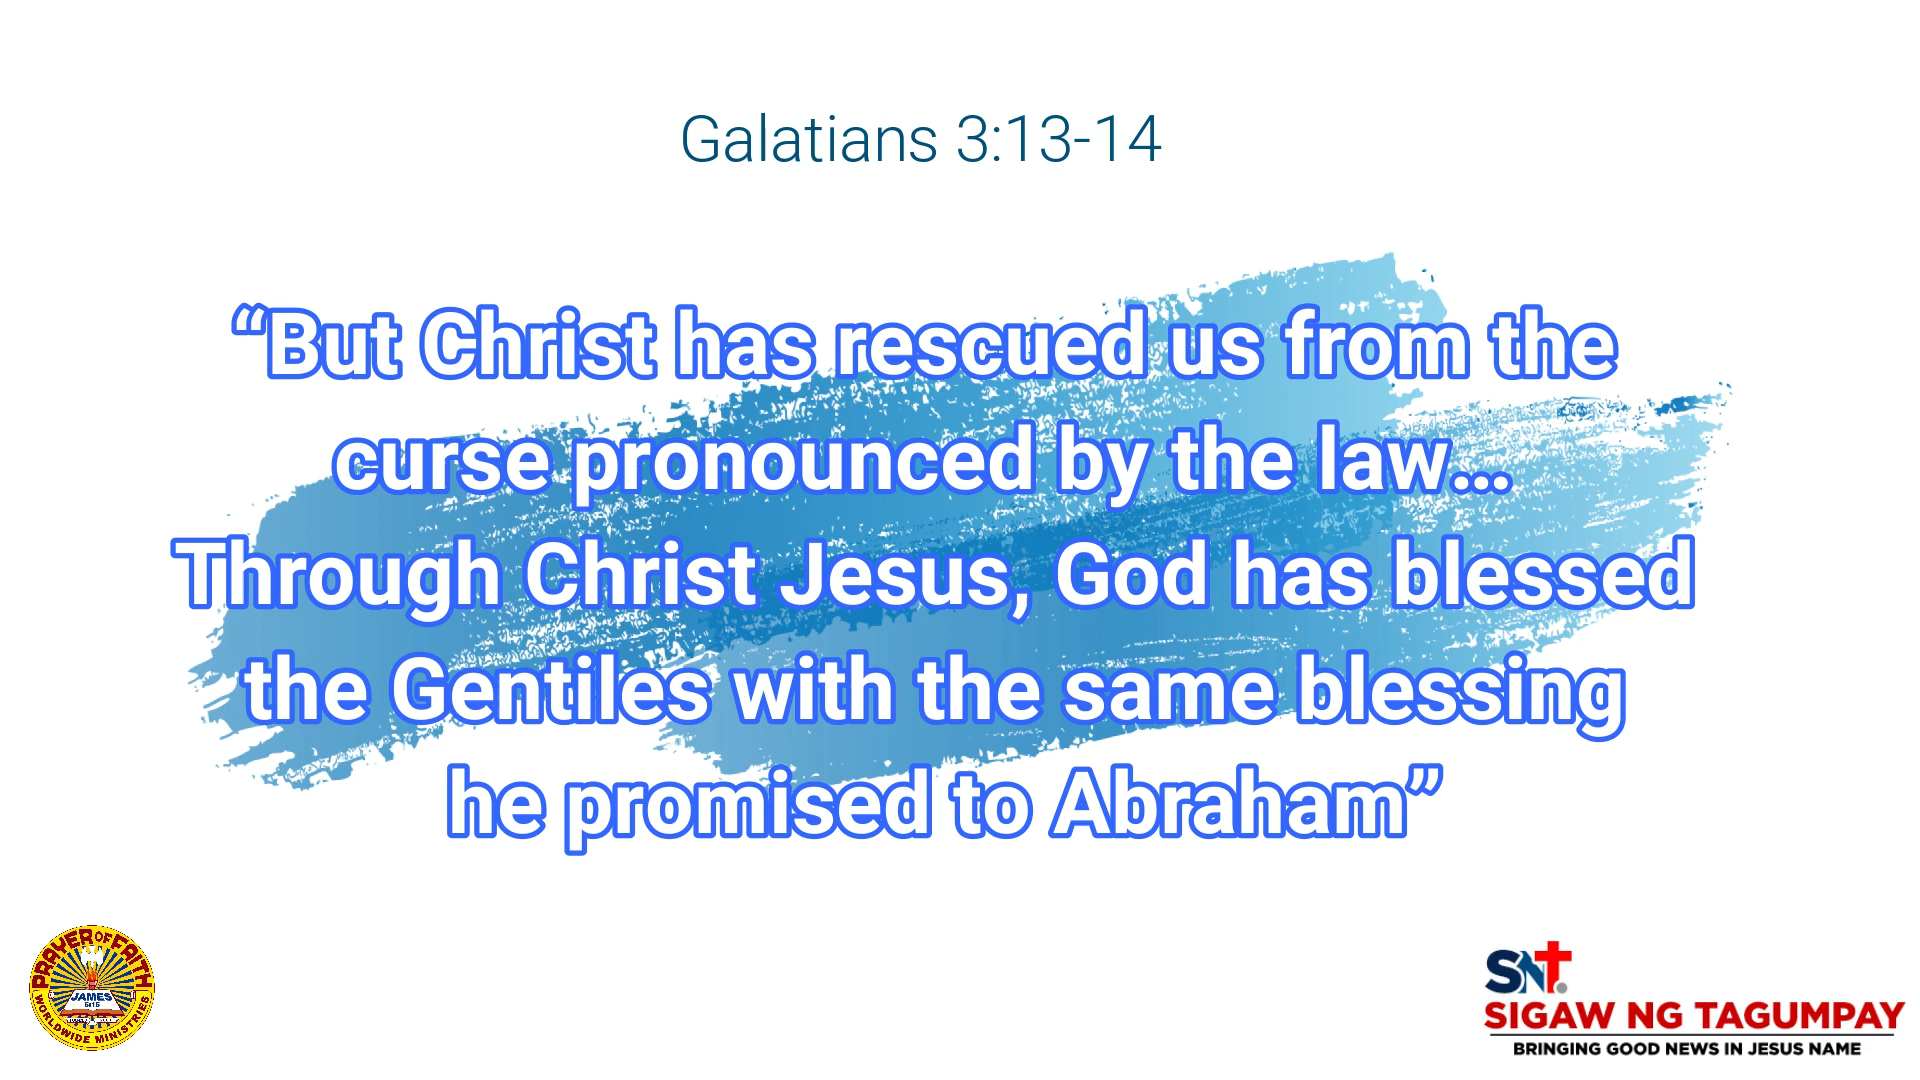 Galatians 3:13-14
“But Christ has rescued us from the
curse pronounced by the law…
Through Christ Jesus, God has blessed
the Gentiles with the same blessing
he promised to Abraham”
PRAYER OF FAITH
JAMES
5:15
WORLDWIDE MINISTRIES
SNT.
SIGAW NG TAGUMPAY
BRINGING GOOD NEWS IN JESUS NAME